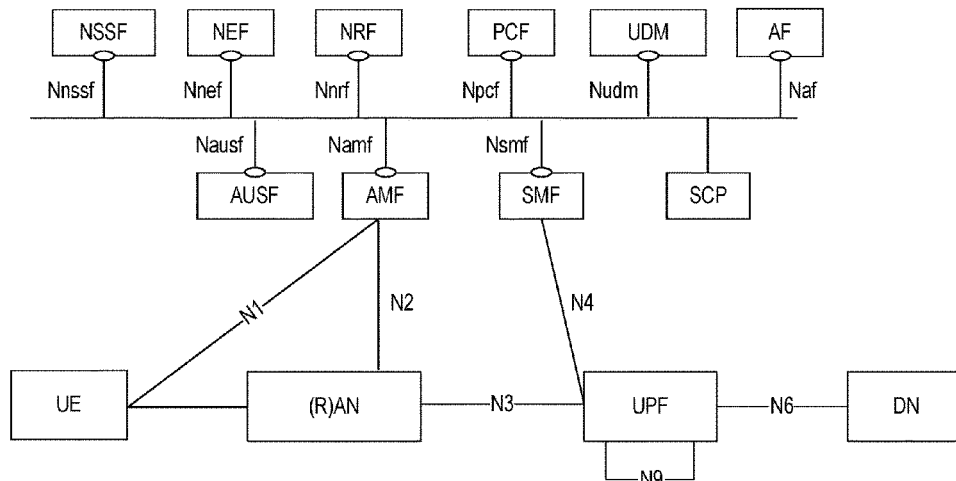 NSSF NEF NRF PCF UDM AF
Nnssf Nnef Nnrf Npcf Nudm Naf
Nausf Namf Nsmf
AUSF AMF SMF SCP
N1 N2 N4
UE (R)AN N3 UPF N6 DN
N9